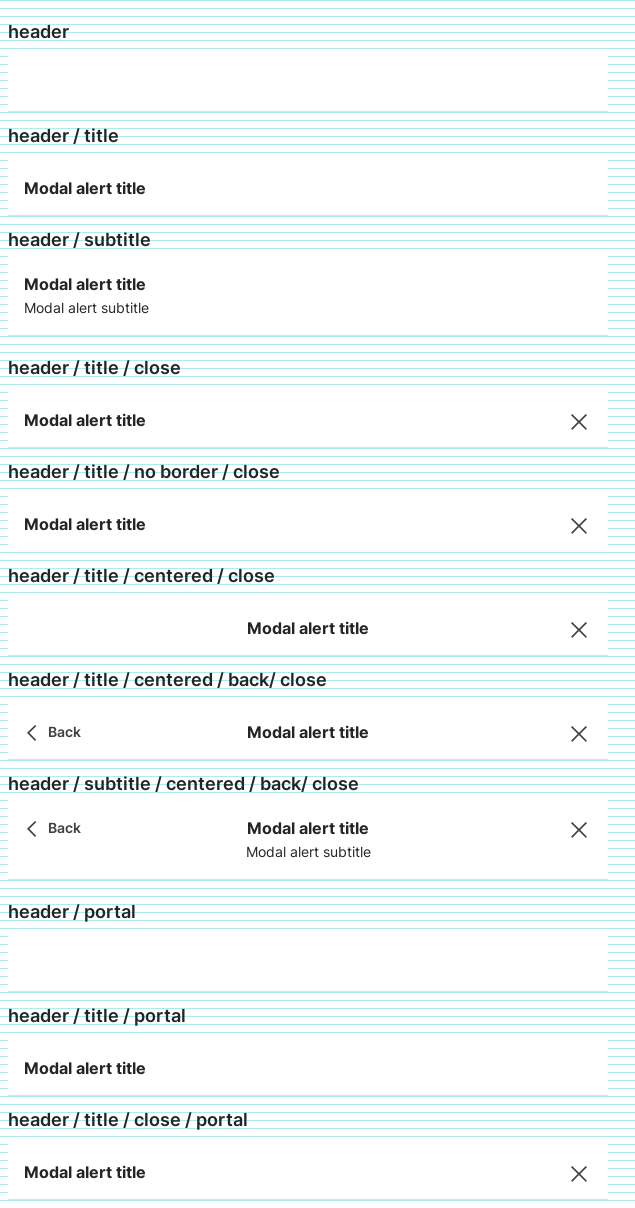 header
header / title
Modal alert title
header / subtitle
Modal alert title
Modal alert subtitle
header / title / close
Modal alert title
header / title / no border / close
Modal alert title
header / title / centered / close
Modal alert title
header / title / centered / back/ close
Back Modal alert title
header / subtitle / centered / back/ close
Back Modal alert title
Modal alert subtitle
header / portal
header / title / portal
Modal alert title
header / title / close / portal
Modal alert title